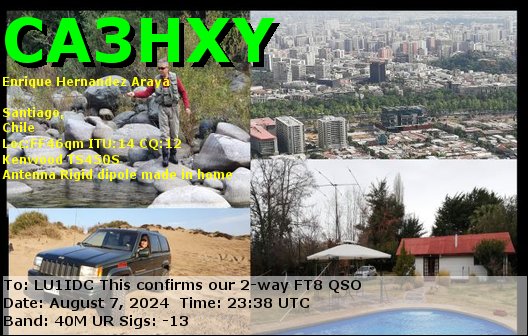 CA3HXY
Enrique Hernandez Araya
Santiago,
Chile
Loc:FF46qm ITU:14 CQ:12
Kenwood TS450S
Antenna Rigid dipole made in home
To: LU1IDC This confirms our 2-way FT8 QSO
Date: August 7, 2024 Time: 23:38 UTC
Band: 40M UR Sigs: -13